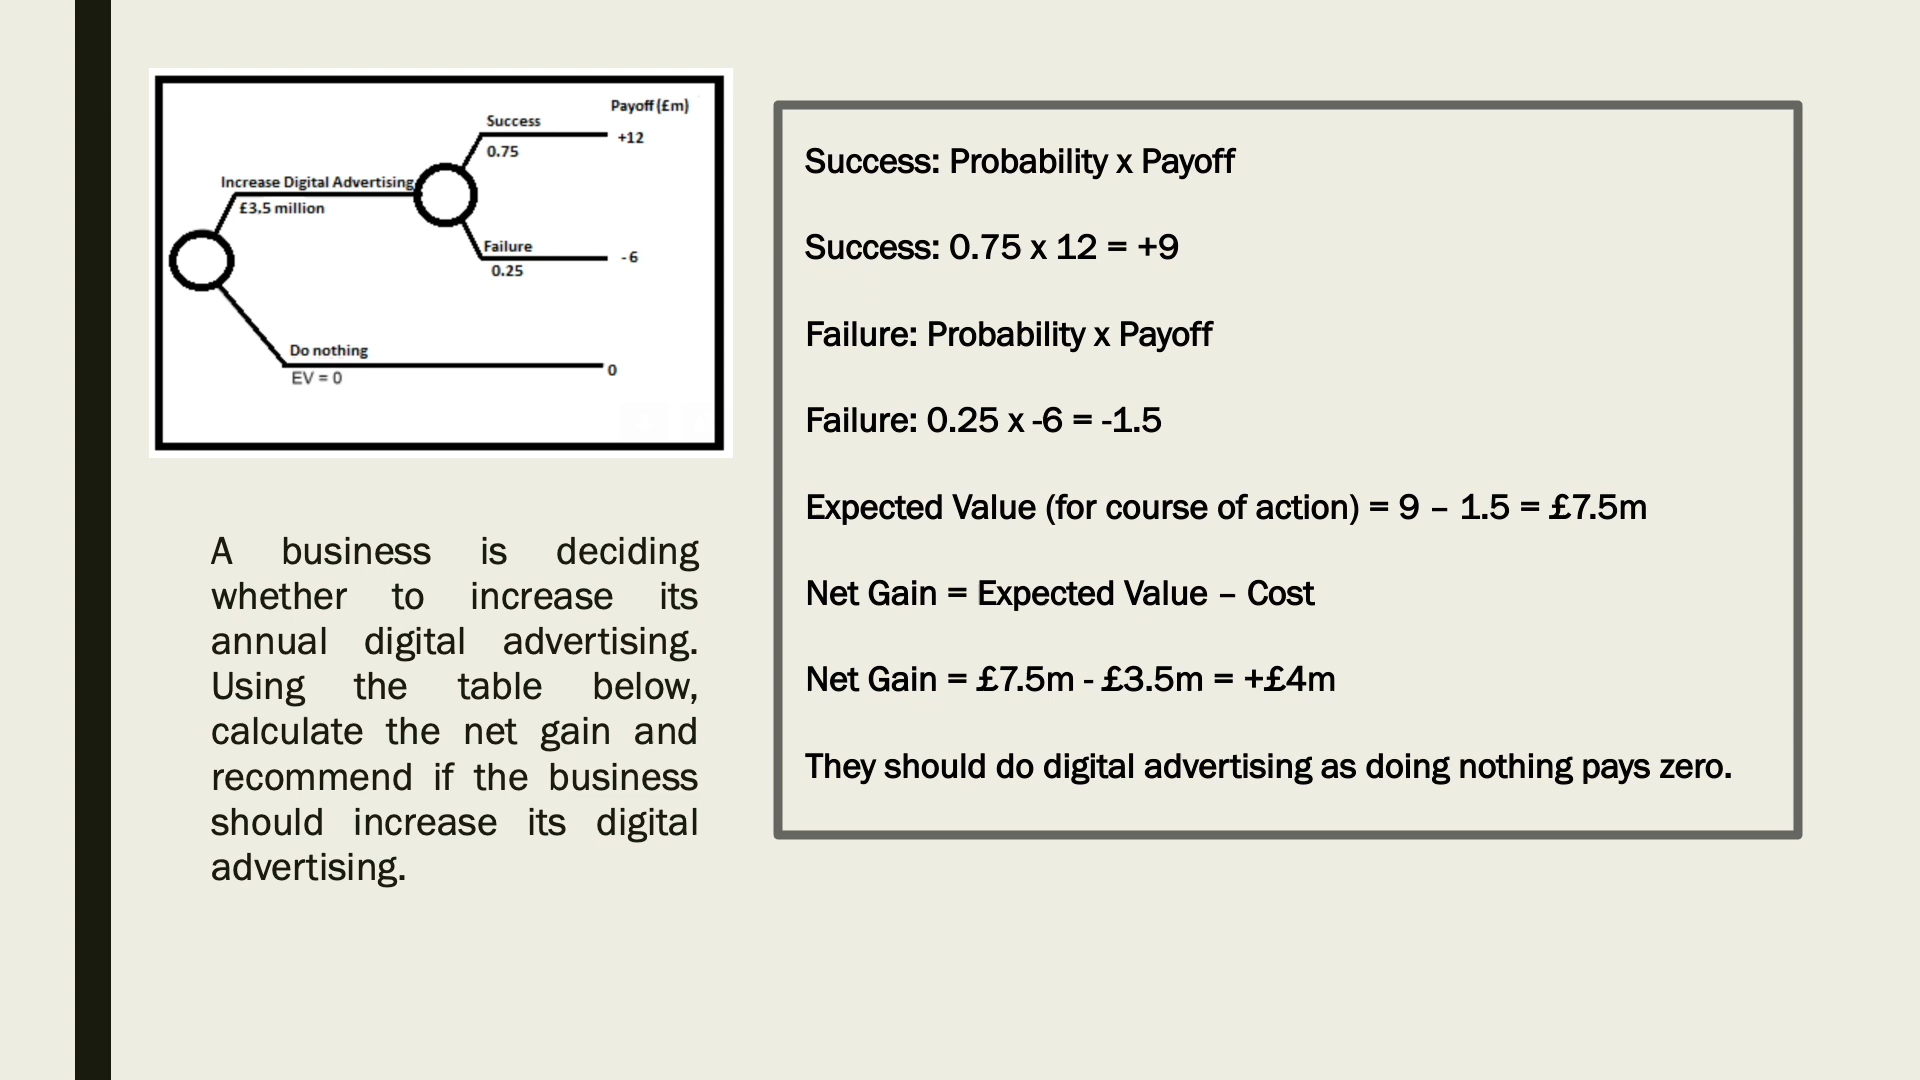 Payoff (£m)
Success
+12
0.75
Increase Digital Advertising
£3.5 million
Failure
- 6
0.25
Do nothing
0
EV = 0
A business is deciding
whether to increase its
annual digital advertising.
Using the table below,
calculate the net gain and
recommend if the business
should increase its digital
advertising.
Success: Probability x Payoff
Success: 0.75 x 12 = +9
Failure: Probability x Payoff
Failure: 0.25 x -6 = -1.5
Expected Value (for course of action) = 9 – 1.5 = £7.5m
Net Gain = Expected Value – Cost
Net Gain = £7.5m - £3.5m = +£4m
They should do digital advertising as doing nothing pays zero.